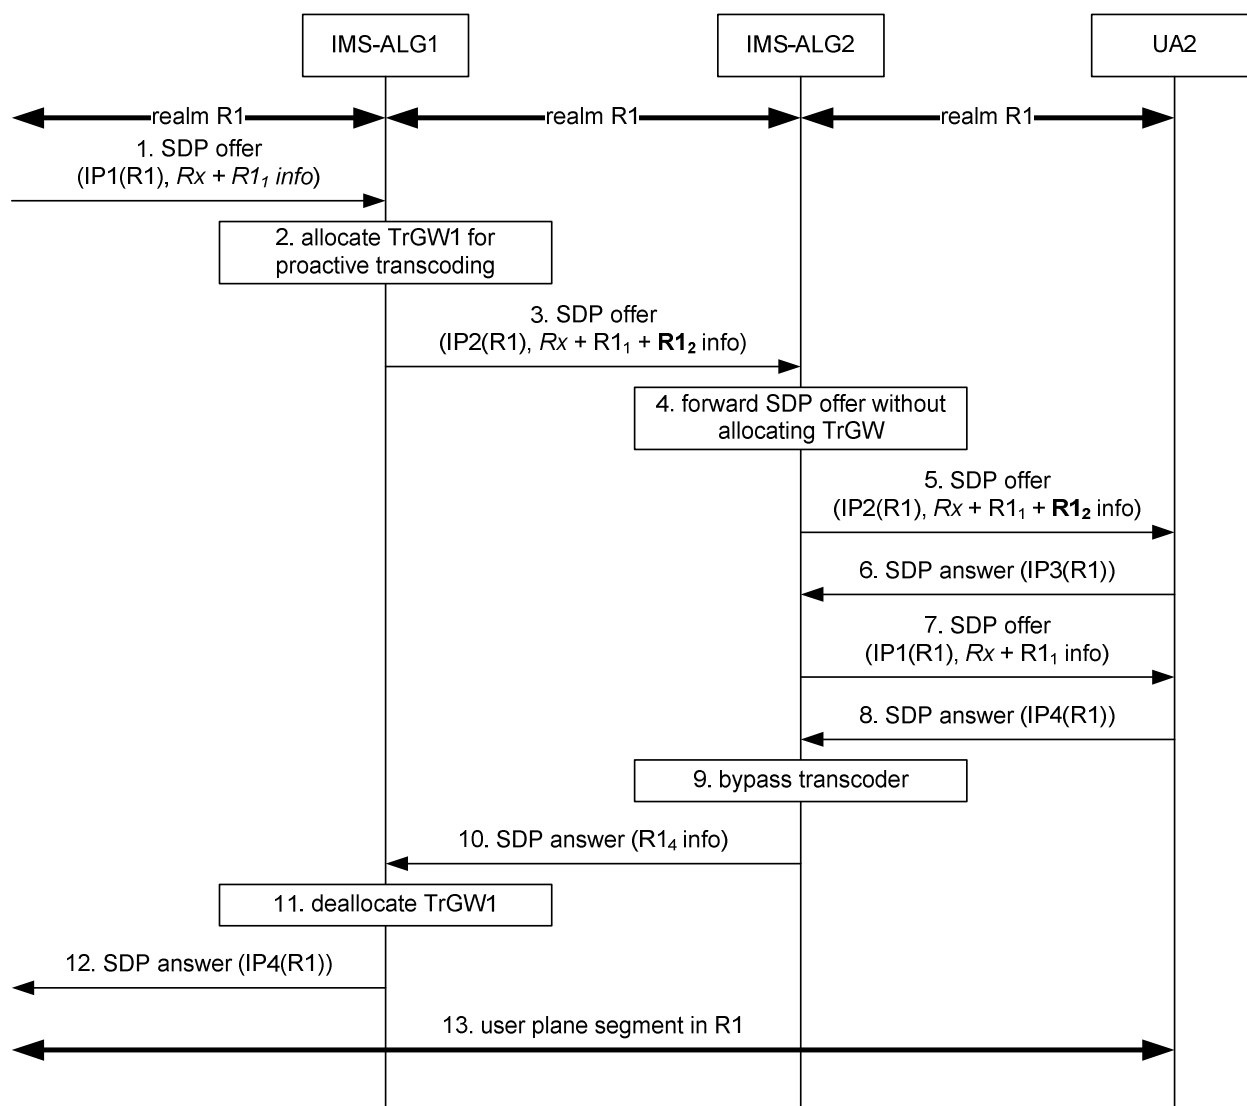 IMS-ALG1
IMS-ALG2
UA2
realm R1
realm R1
realm R1
1. SDP offer
(IP1(R1), Rx + R1₁ info)
2. allocate TrGW1 for
proactive transcoding
3. SDP offer
(IP2(R1), Rx + R1₁ + R1₂ info)
4. forward SDP offer without
allocating TrGW
5. SDP offer
(IP2(R1), Rx + R1₁ + R1₂ info)
6. SDP answer (IP3(R1))
7. SDP offer
(IP1(R1), Rx + R1₁ info)
8. SDP answer (IP4(R1))
9. bypass transcoder
10. SDP answer (R1₄ info)
11. deallocate TrGW1
12. SDP answer (IP4(R1))
13. user plane segment in R1